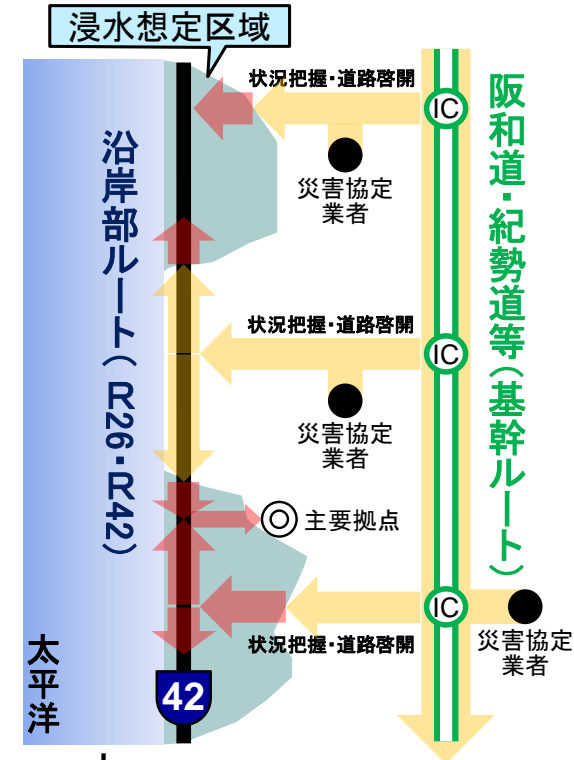 浸水想定区域
状況把握・道路啓開
IC
災害協定
業者
阪和道・紀勢道等(基幹ルート)
沿岸部ルート(R26・R42)
状況把握・道路啓開
IC
災害協定
業者
主要拠点
IC
災害協定
業者
状況把握・道路啓開
太平洋
42